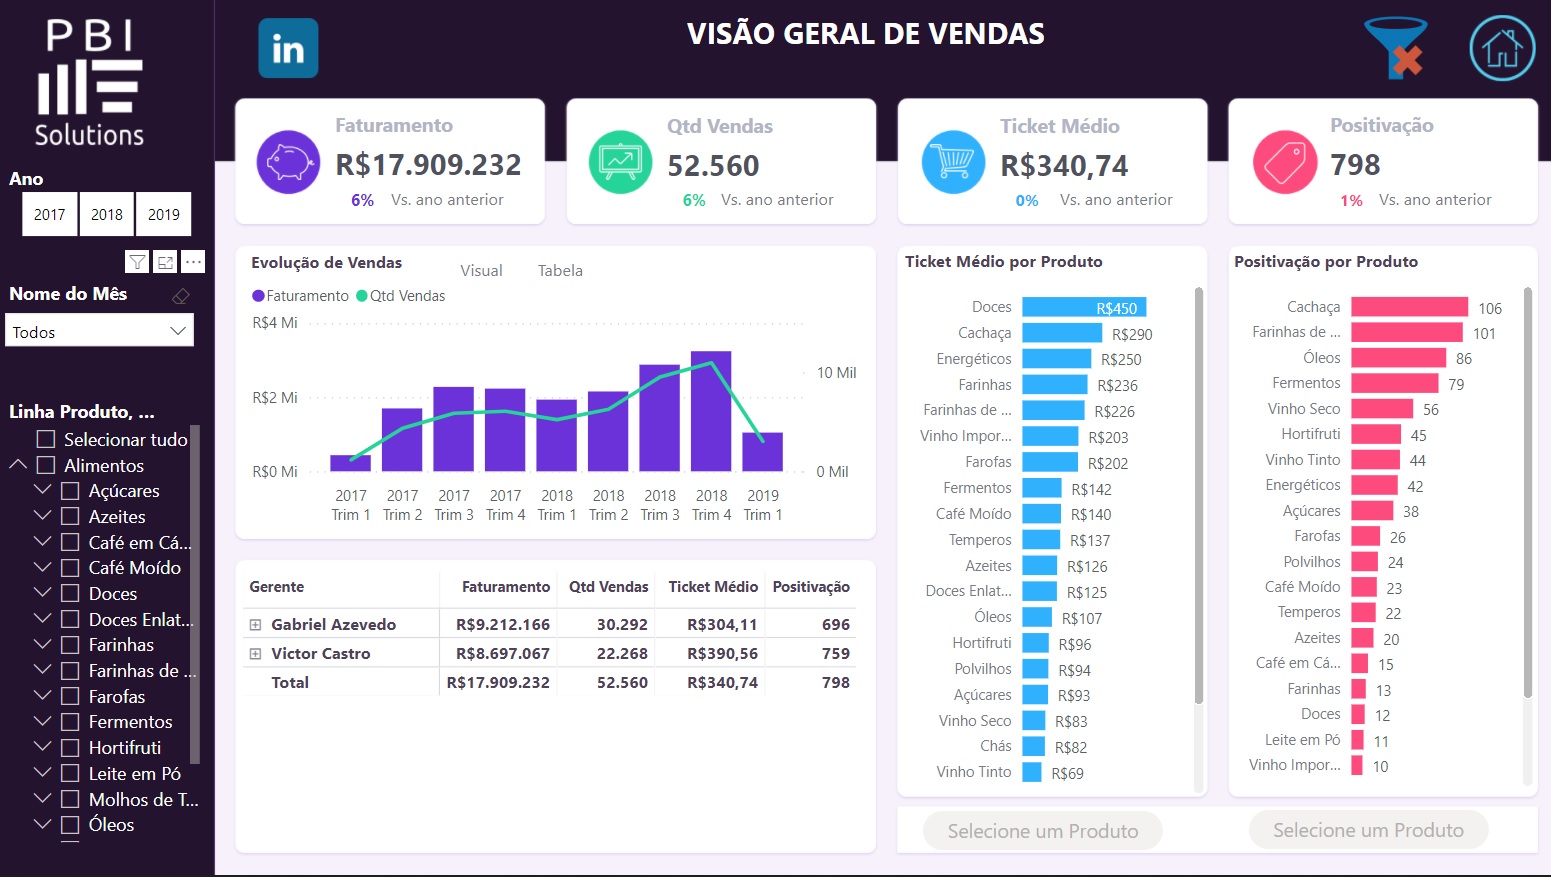 PBI
Solutions
in
VISÃO GERAL DE VENDAS
Faturamento
R$17.909.232
6% Vs. ano anterior
Qtd Vendas
52.560
6% Vs. ano anterior
Ticket Médio
R$340,74
0% Vs. ano anterior
Positivação
798
1% Vs. ano anterior
Ano
2017 2018 2019
Nome do Mês
Todos
Linha Produto, ...
Selecionar tudo
Alimentos
Açúcares
Azeites
Café em Cá...
Café Moído
Doces
Doces Enlat...
Farinhas
Farinhas de ...
Farofas
Fermentos
Hortifruti
Leite em Pó
Molhos de T...
Óleos
Evolução de Vendas
Visual Tabela
Faturamento Qtd Vendas
R$4 Mi
R$2 Mi
R$0 Mi
10 Mil
0 Mil
2017 2017 2017 2017 2018 2018 2018 2018 2019
Trim 1 Trim 2 Trim 3 Trim 4 Trim 1 Trim 2 Trim 3 Trim 4 Trim 1
Gerente Faturamento Qtd Vendas Ticket Médio Positivação
Gabriel Azevedo R$9.212.166 30.292 R$304,11 696
Victor Castro R$8.697.067 22.268 R$390,56 759
Total R$17.909.232 52.560 R$340,74 798
Ticket Médio por Produto
Doces R$450
Cachaça R$290
Energéticos R$250
Farinhas R$236
Farinhas de ... R$226
Vinho Impor... R$203
Farofas R$202
Fermentos R$142
Café Moído R$140
Temperos R$137
Azeites R$126
Doces Enlat... R$125
Óleos R$107
Hortifruti R$96
Polvilhos R$94
Açúcares R$93
Vinho Seco R$83
Chás R$82
Vinho Tinto R$69
Selecione um Produto
Positivação por Produto
Cachaça 106
Farinhas de ... 101
Óleos 86
Fermentos 79
Vinho Seco 56
Hortifruti 45
Vinho Tinto 44
Energéticos 42
Açúcares 38
Farofas 26
Polvilhos 24
Café Moído 23
Temperos 22
Azeites 20
Café em Cá... 15
Farinhas 13
Doces 12
Leite em Pó 11
Vinho Impor... 10
Selecione um Produto